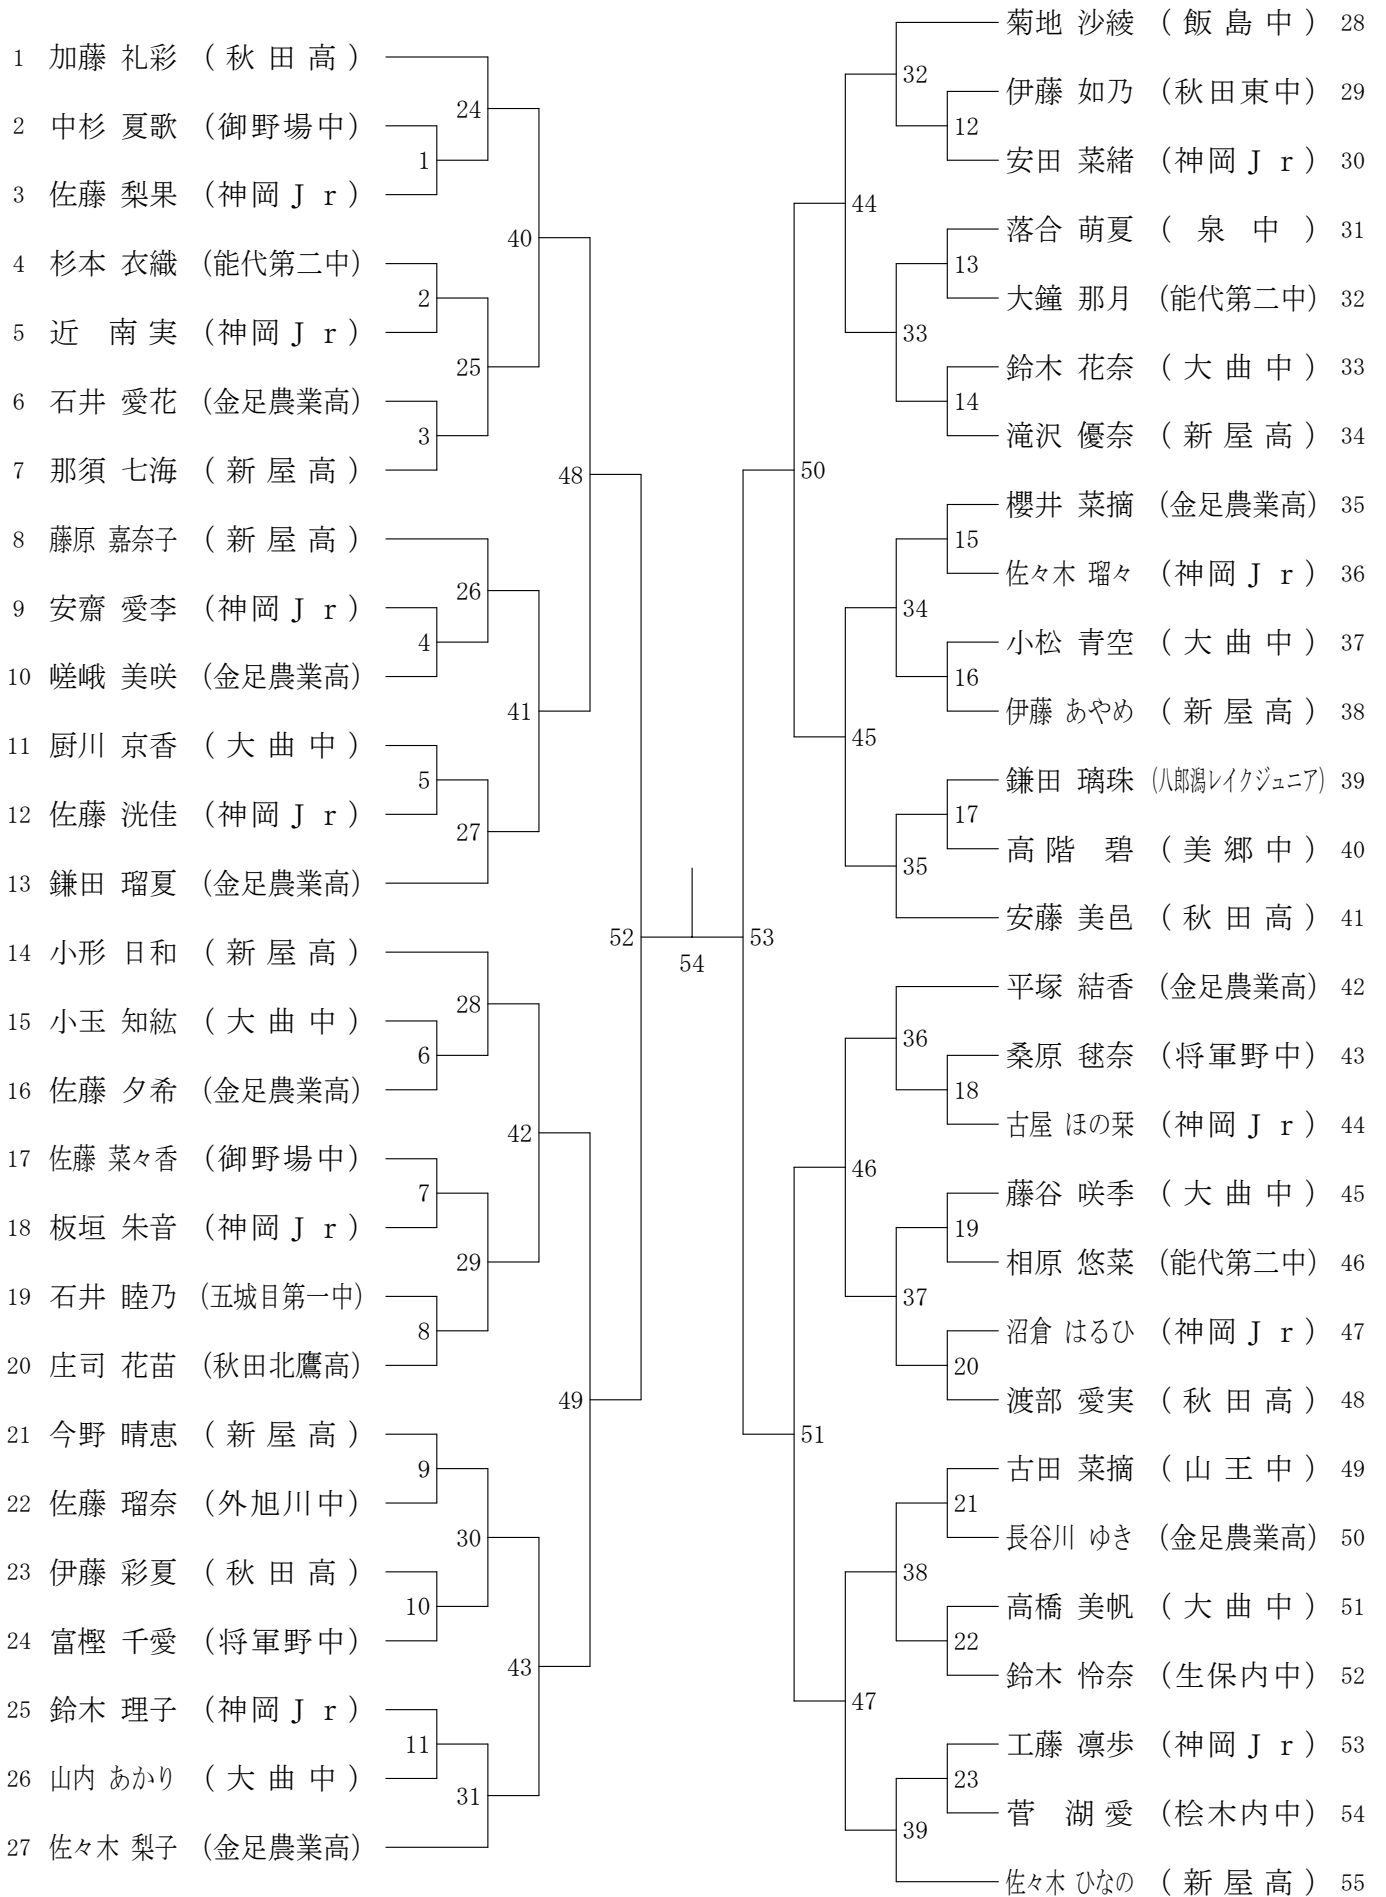 1 加藤 礼彩 (秋田高)
2 中杉 夏歌 (御野場中)
3 佐藤 梨果 (神岡Ｊｒ)
4 杉本 衣織 (能代第二中)
5 近 南実 (神岡Ｊｒ)
6 石井 愛花 (金足農業高)
7 那須 七海 (新屋高)
8 藤原 嘉奈子 (新屋高)
9 安齋 愛李 (神岡Ｊｒ)
10 嵯峨 美咲 (金足農業高)
11 厨川 京香 (大曲中)
12 佐藤 洸佳 (神岡Ｊｒ)
13 鎌田 瑠夏 (金足農業高)
14 小形 日和 (新屋高)
15 小玉 知紘 (大曲中)
16 佐藤 夕希 (金足農業高)
17 佐藤 菜々香 (御野場中)
18 板垣 朱音 (神岡Ｊｒ)
19 石井 睦乃 (五城目第一中)
20 庄司 花苗 (秋田北鷹高)
21 今野 晴恵 (新屋高)
22 佐藤 瑠奈 (外旭川中)
23 伊藤 彩夏 (秋田高)
24 富樫 千愛 (将軍野中)
25 鈴木 理子 (神岡Ｊｒ)
26 山内 あかり (大曲中)
27 佐々木 梨子 (金足農業高)
1
2
3
4
5
6
7
8
9
10
11
24
25
26
27
28
29
30
31
40
41
42
43
48
49
52
54
53
50
51
44
45
46
47
32
33
34
35
36
37
38
39
12
13
14
15
16
17
18
19
20
21
22
23
菊地 沙綾 (飯島中) 28
伊藤 如乃 (秋田東中) 29
安田 菜緒 (神岡Ｊｒ) 30
落合 萌夏 (泉中) 31
大鐘 那月 (能代第二中) 32
鈴木 花奈 (大曲中) 33
滝沢 優奈 (新屋高) 34
櫻井 菜摘 (金足農業高) 35
佐々木 瑠々 (神岡Ｊｒ) 36
小松 青空 (大曲中) 37
伊藤 あやめ (新屋高) 38
鎌田 璃珠 (八郎潟レイクジュニア) 39
高階 碧 (美郷中) 40
安藤 美邑 (秋田高) 41
平塚 結香 (金足農業高) 42
桑原 毬奈 (将軍野中) 43
古屋 ほの栞 (神岡Ｊｒ) 44
藤谷 咲季 (大曲中) 45
相原 悠菜 (能代第二中) 46
沼倉 はるひ (神岡Ｊｒ) 47
渡部 愛実 (秋田高) 48
古田 菜摘 (山王中) 49
長谷川 ゆき (金足農業高) 50
高橋 美帆 (大曲中) 51
鈴木 怜奈 (生保内中) 52
工藤 凛歩 (神岡Ｊｒ) 53
菅 湖愛 (桧木内中) 54
佐々木 ひなの (新屋高) 55